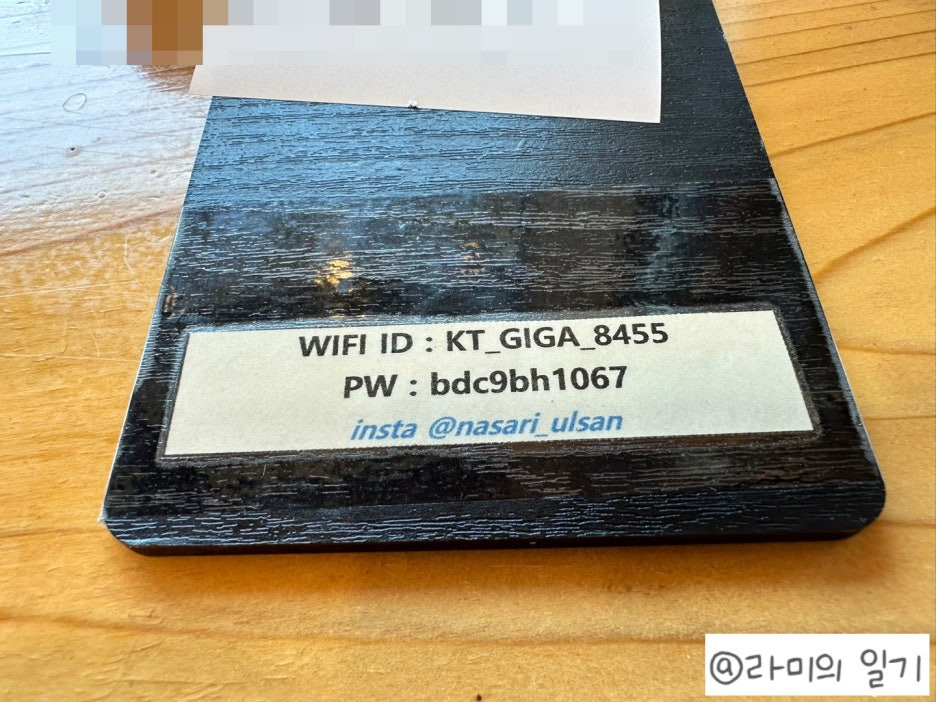 WIFI ID : KT_GIGA_8455
PW : bdc9bh1067
insta @nasari_ulsan
@라미의 일기